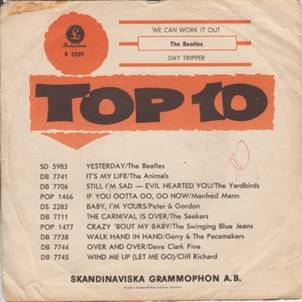 Parlophone
R 5389
WE CAN WORK IT OUT
The Beatles
DAY TRIPPER
TOP 10
SD 5983 YESTERDAY/The Beatles
DB 7741 IT'S MY LIFE/The Animals
DB 7706 STILL I'M SAD — EVIL HEARTED YOU/The Yardbirds
POP 1466 IF YOU GOTTA GO, GO NOW/Manfred Mann
DS 2283 BABY, I'M YOURS/Peter & Gordon
DB 7711 THE CARNIVAL IS OVER/The Seekers
POP 1477 CRAZY 'BOUT MY BABY/The Swinging Blue Jeans
DB 7738 WALK HAND IN HAND/Gerry & The Pacemakers
DB 7744 OVER AND OVER/Dave Clark Five
DB 7745 WIND ME UP (LET ME GO)/Cliff Richard
SKANDINAVISKA GRAMMOPHON A.B.